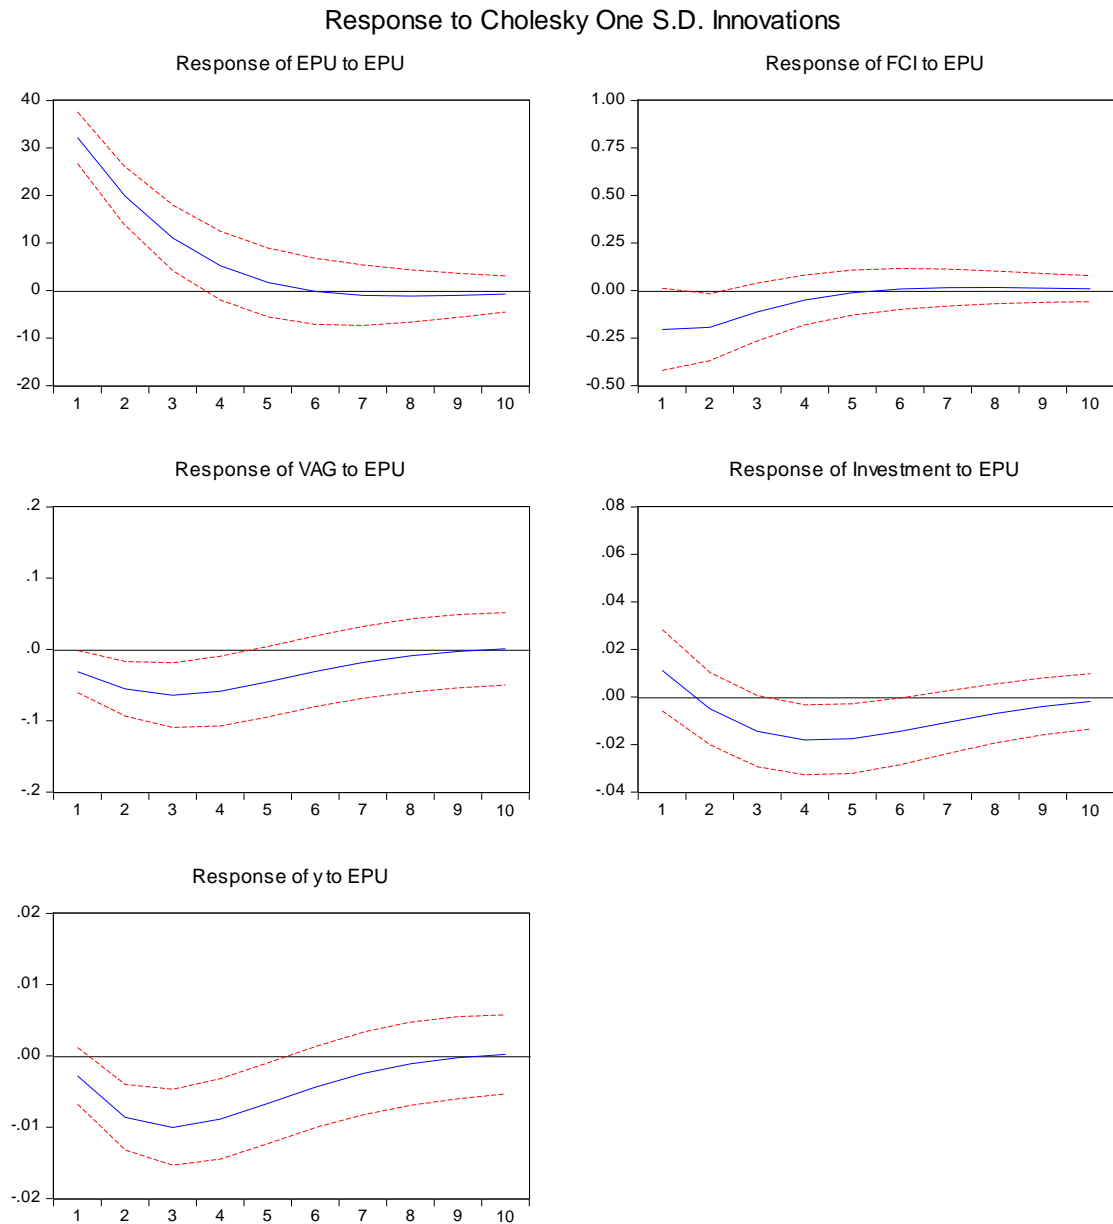 Response to Cholesky One S.D. Innovations
Response of EPU to EPU
40
30
20
10
0
-10
-20
1 2 3 4 5 6 7 8 9 10
Response of FCI to EPU
1.00
0.75
0.50
0.25
0.00
-0.25
-0.50
1 2 3 4 5 6 7 8 9 10
Response of VAG to EPU
.2
.1
.0
-.1
-.2
1 2 3 4 5 6 7 8 9 10
Response of Investment to EPU
.08
.06
.04
.02
.00
-.02
-.04
1 2 3 4 5 6 7 8 9 10
Response of y to EPU
.02
.01
.00
-.01
-.02
1 2 3 4 5 6 7 8 9 10